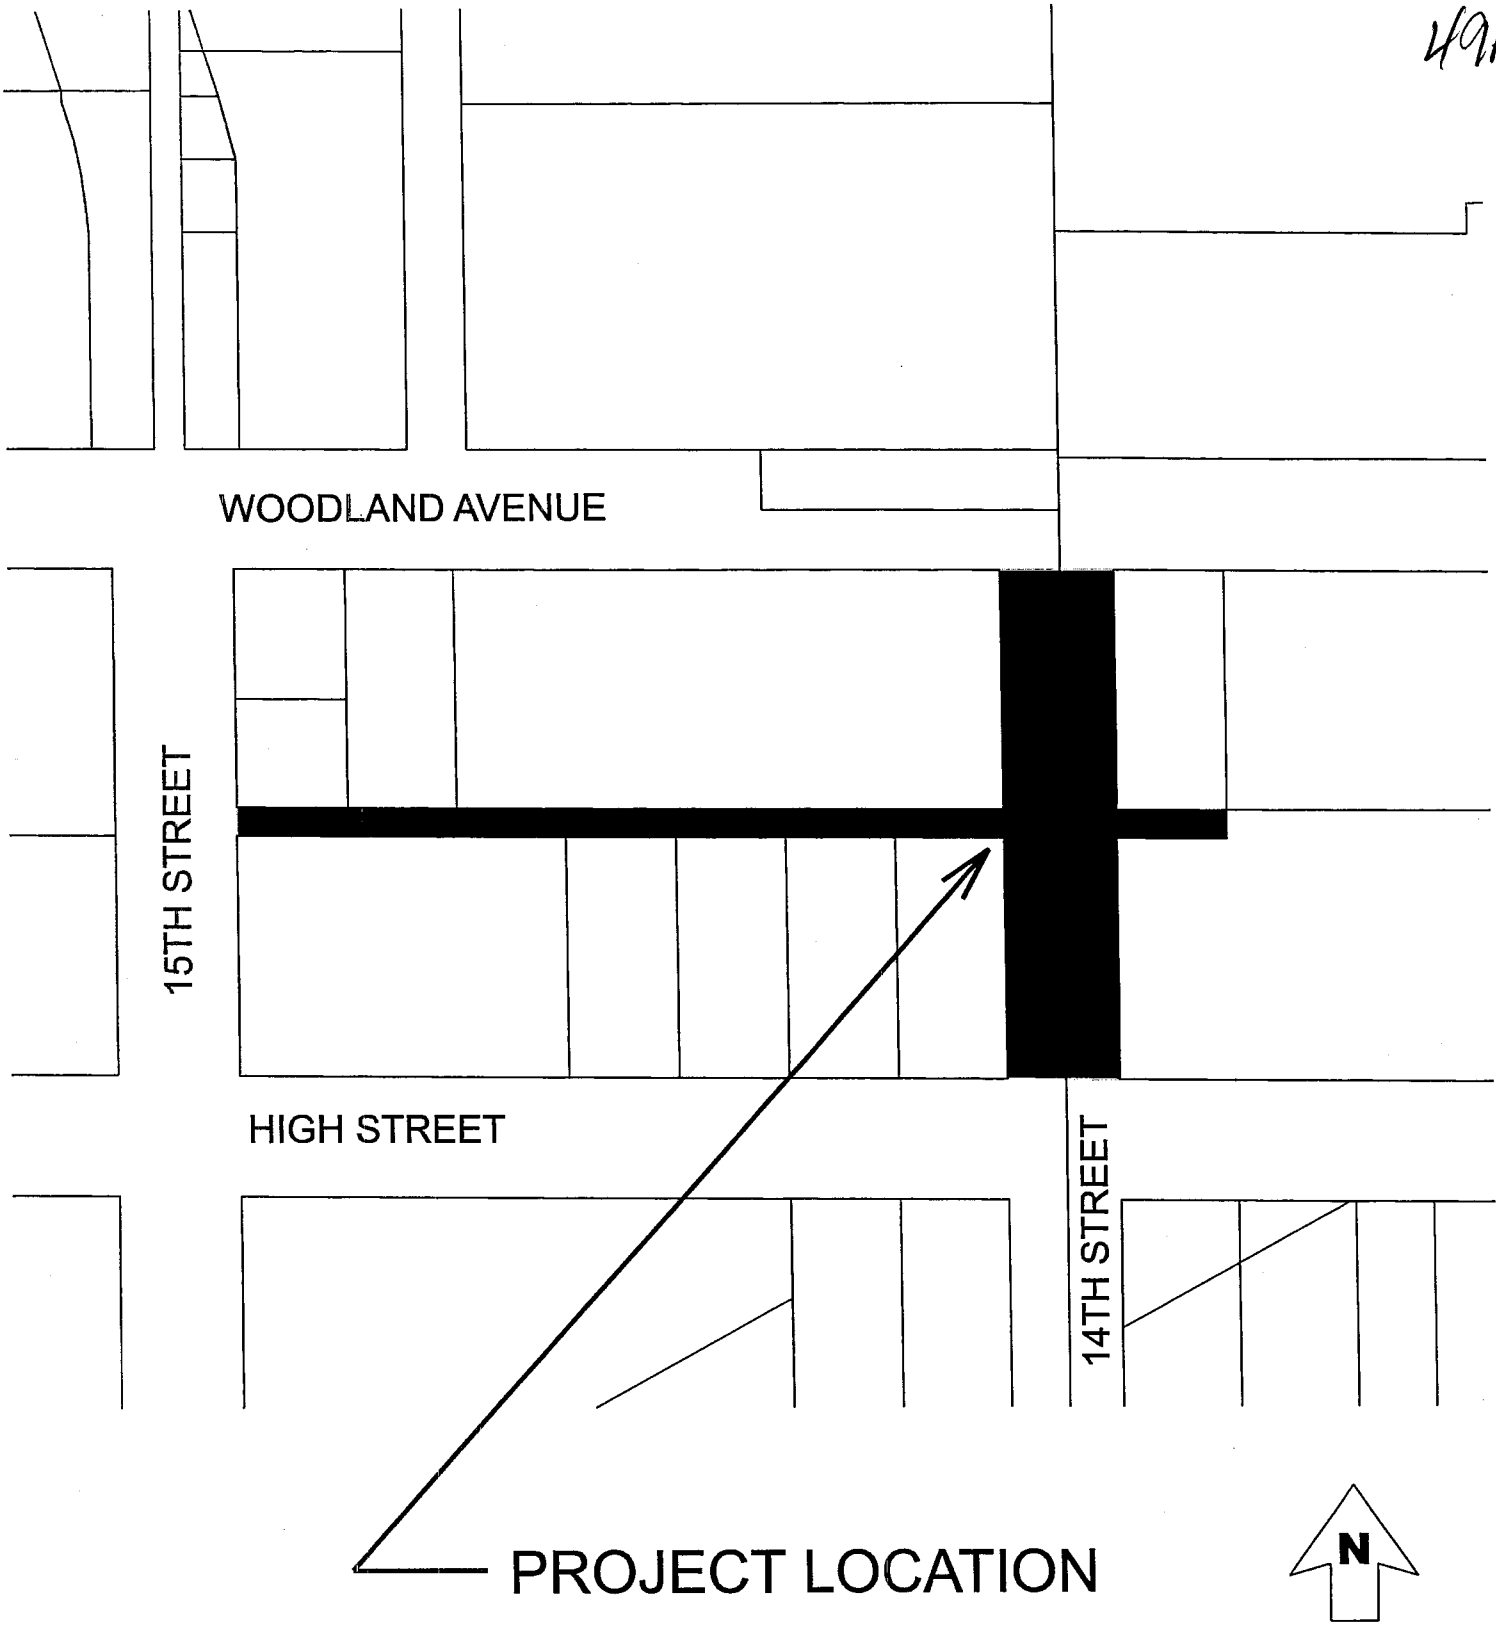 WOODLAND AVENUE
15TH STREET
HIGH STREET
14TH STREET
PROJECT LOCATION
N